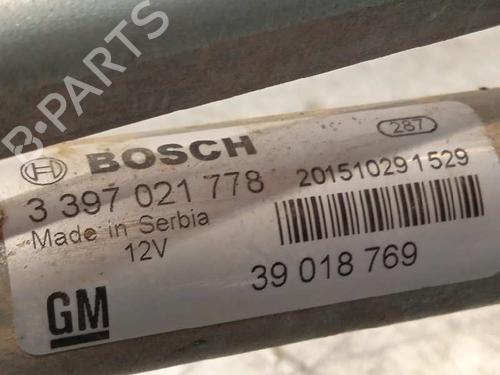 B-PARTS
BOSCH 287
3 397 021 778 201510291529
Made in Serbia
12V
39 018 769
GM